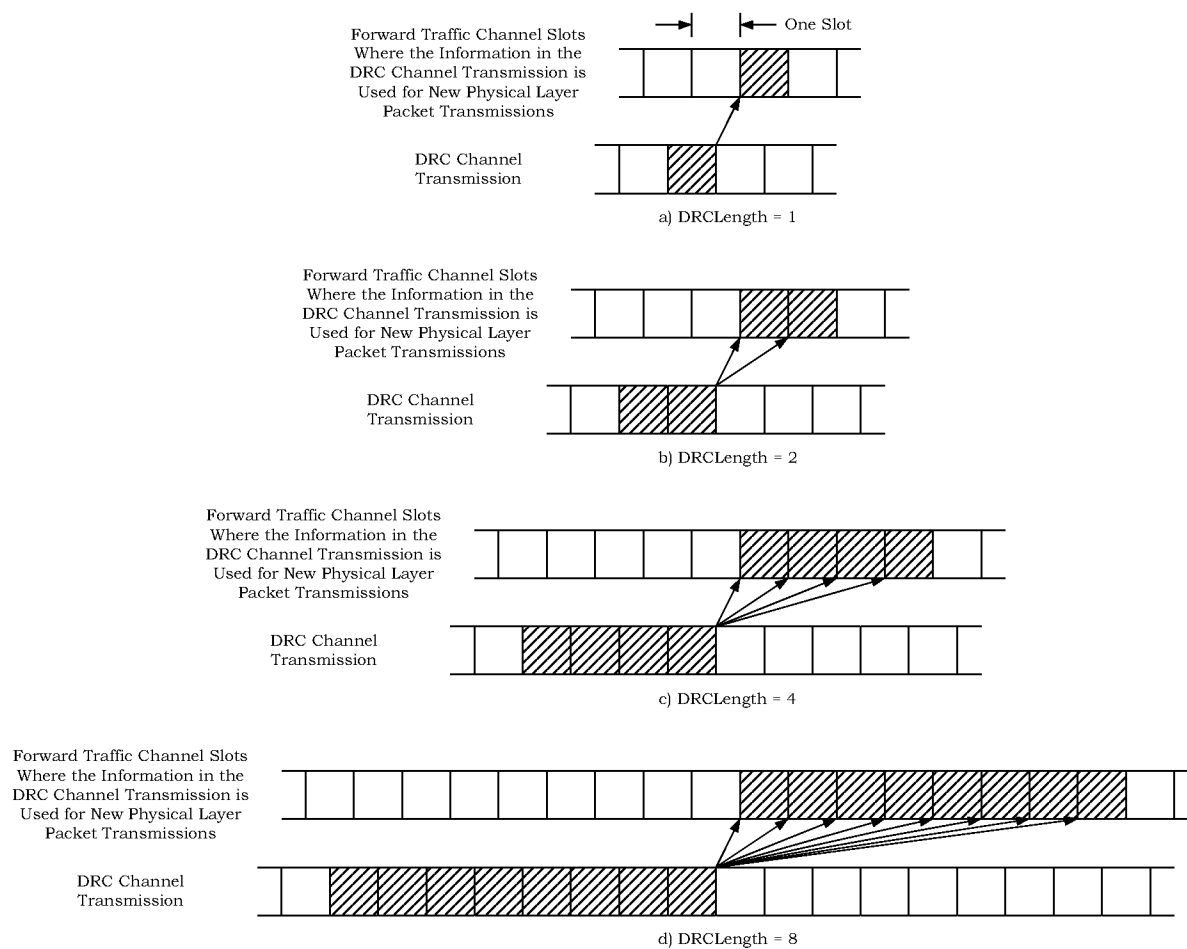 One Slot
Forward Traffic Channel Slots
Where the Information in the
DRC Channel Transmission is
Used for New Physical Layer
Packet Transmissions
DRC Channel
Transmission
a) DRCLength = 1
Forward Traffic Channel Slots
Where the Information in the
DRC Channel Transmission is
Used for New Physical Layer
Packet Transmissions
DRC Channel
Transmission
b) DRCLength = 2
Forward Traffic Channel Slots
Where the Information in the
DRC Channel Transmission is
Used for New Physical Layer
Packet Transmissions
DRC Channel
Transmission
c) DRCLength = 4
Forward Traffic Channel Slots
Where the Information in the
DRC Channel Transmission is
Used for New Physical Layer
Packet Transmissions
DRC Channel
Transmission
d) DRCLength = 8